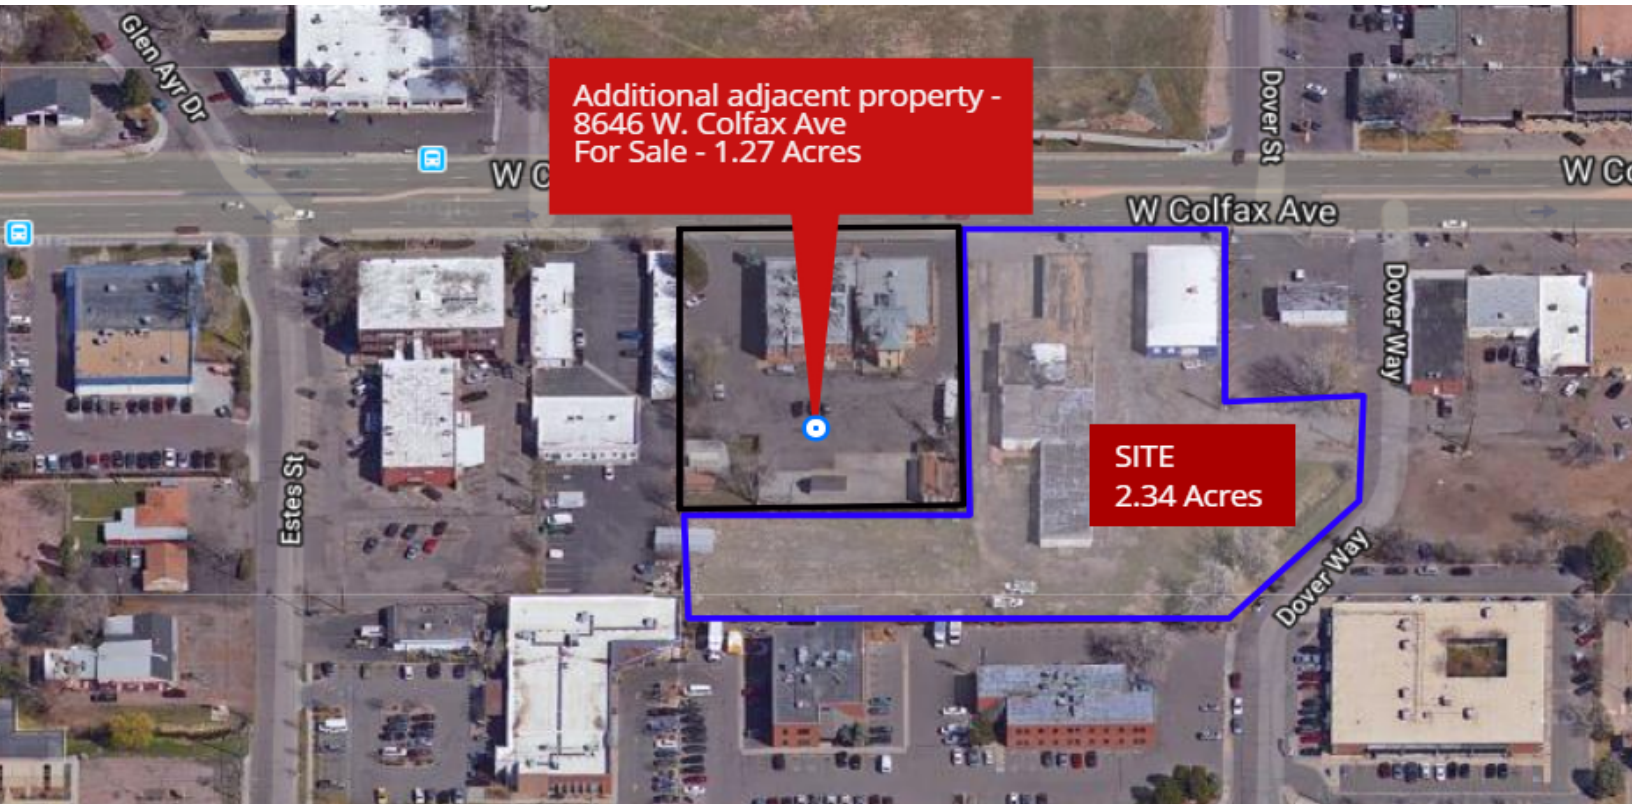 Glen Ayr Dr
Additional adjacent property -
8646 W. Colfax Ave
For Sale - 1.27 Acres
Dover St
W C
W Co
W Colfax Ave
Dover Way
SITE
2.34 Acres
Estes St
Dover Way